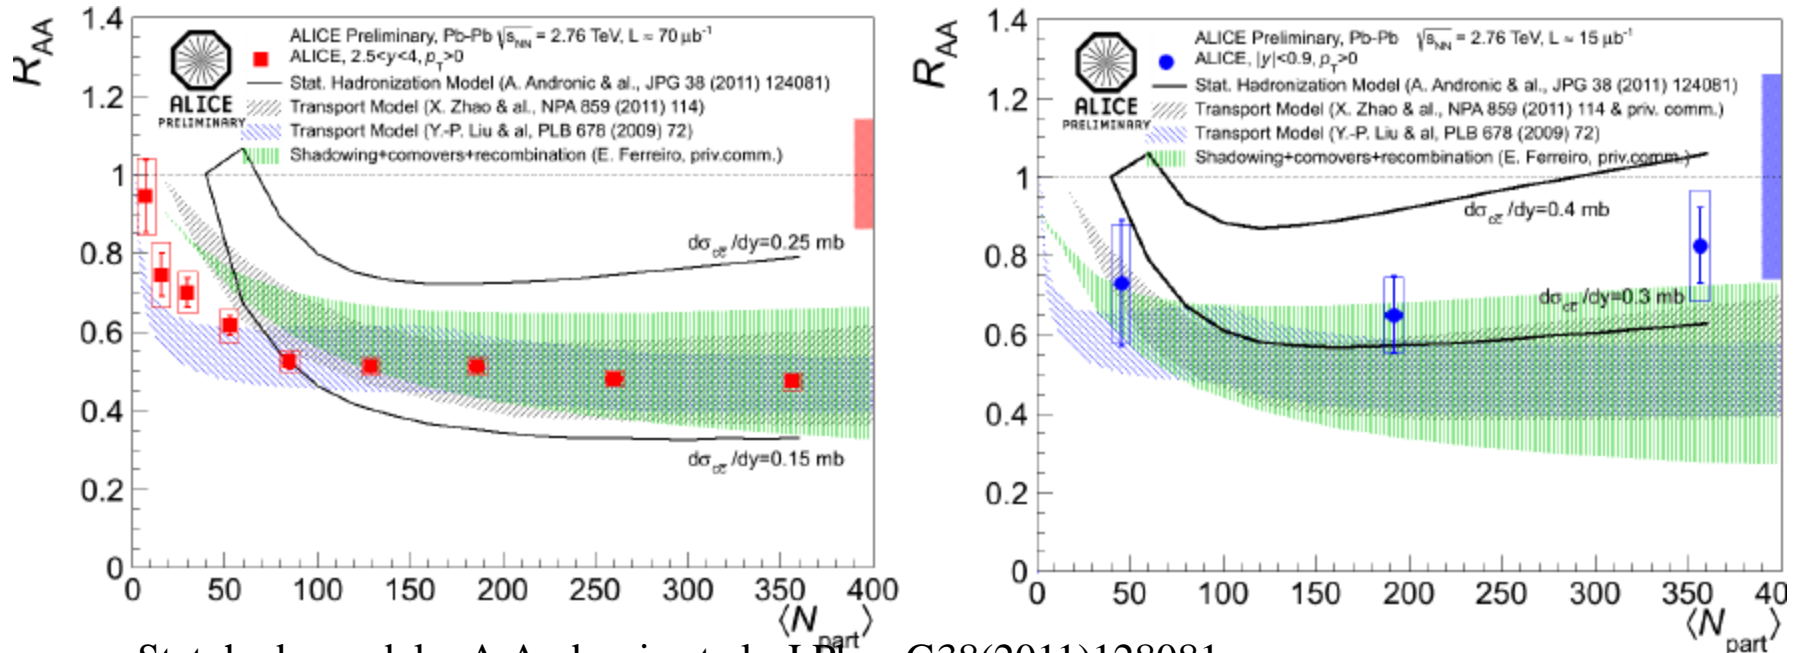 R_AA
1.4
1.2
1
0.8
0.6
0.4
0.2
0
0 50 100 150 200 250 300 350 400
⟨N_part⟩
ALICE
PRELIMINARY
ALICE Preliminary, Pb-Pb √s_NN = 2.76 TeV, L ≈ 70 μb⁻¹
ALICE, 2.5<y<4, p_T>0
Stat. Hadronization Model (A. Andronic & al., JPG 38 (2011) 124081)
Transport Model (X. Zhao & al., NPA 859 (2011) 114)
Transport Model (Y.-P. Liu & al, PLB 678 (2009) 72)
Shadowing+comovers+recombination (E. Ferreiro, priv.comm.)
dσ_cc̅ /dy=0.25 mb
dσ_cc̅ /dy=0.15 mb
R_AA
1.4
1.2
1
0.8
0.6
0.4
0.2
0
0 50 100 150 200 250 300 350 40
⟨N_part⟩
ALICE
PRELIMINARY
ALICE Preliminary, Pb-Pb √s_NN = 2.76 TeV, L ≈ 15 μb⁻¹
ALICE, |y|<0.9, p_T>0
Stat. Hadronization Model (A. Andronic & al., JPG 38 (2011) 124081)
Transport Model (X. Zhao & al., NPA 859 (2011) 114 & priv. comm.)
Transport Model (Y.-P. Liu & al, PLB 678 (2009) 72)
Shadowing+comovers+recombination (E. Ferreiro, priv.comm.)
dσ_cc̅ /dy=0.4 mb
dσ_cc̅ /dy=0.3 mb
G38(2011)128081